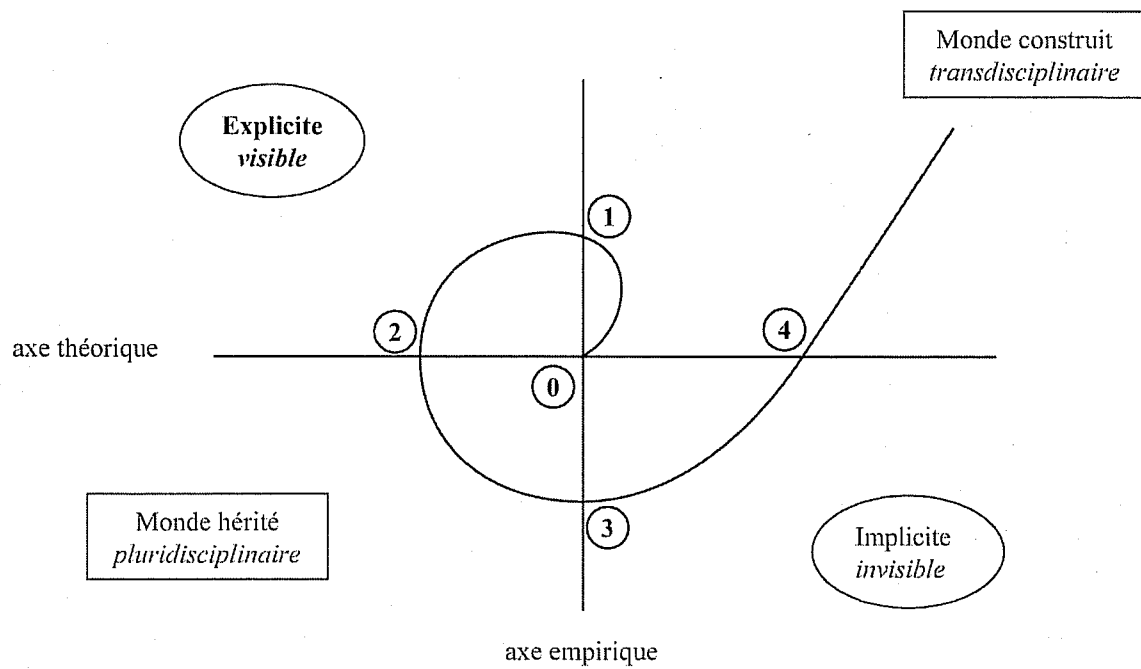 Monde construit
transdisciplinaire
Explicite
visible
1
2
4
axe théorique
0
Monde hérité
pluridisciplinaire
3
Implicite
invisible
axe empirique